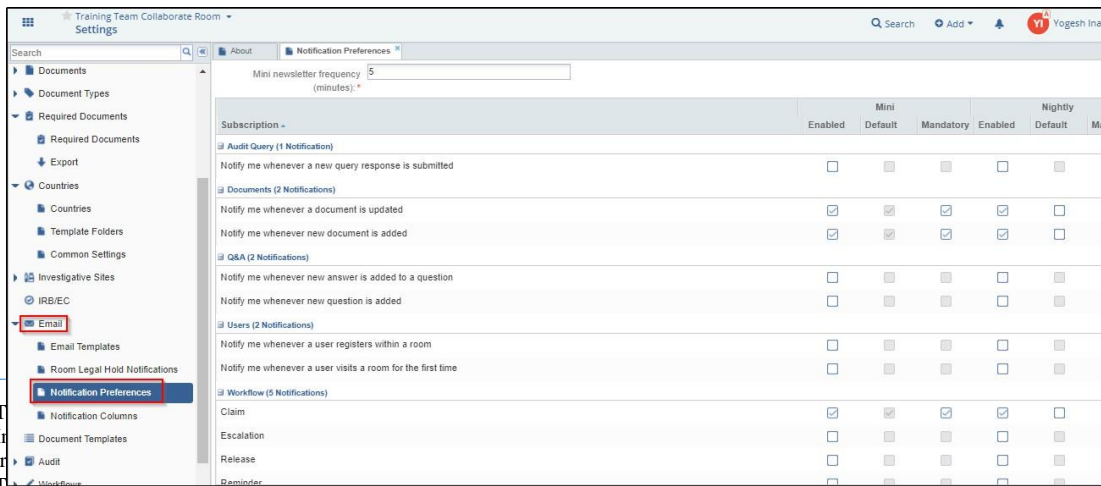 Training Team Collaborate Room
Settings
Search
Add
YI
A
Yogesh Ina
Search
About
Notification Preferences
Documents
Document Types
Required Documents
Required Documents
Export
Countries
Countries
Template Folders
Common Settings
Investigative Sites
IRB/EC
Email
Email Templates
Room Legal Hold Notifications
Notification Preferences
Notification Columns
Document Templates
Audit
Workflows
Mini newsletter frequency 5
(minutes): *
Mini Nightly
Subscription Enabled Default Mandatory Enabled Default Ma
Audit Query (1 Notification)
Notify me whenever a new query response is submitted
Documents (2 Notifications)
Notify me whenever a document is updated
Notify me whenever new document is added
Q&A (2 Notifications)
Notify me whenever new answer is added to a question
Notify me whenever new question is added
Users (2 Notifications)
Notify me whenever a user registers within a room
Notify me whenever a user visits a room for the first time
Workflow (5 Notifications)
Claim
Escalation
Release
Reminder